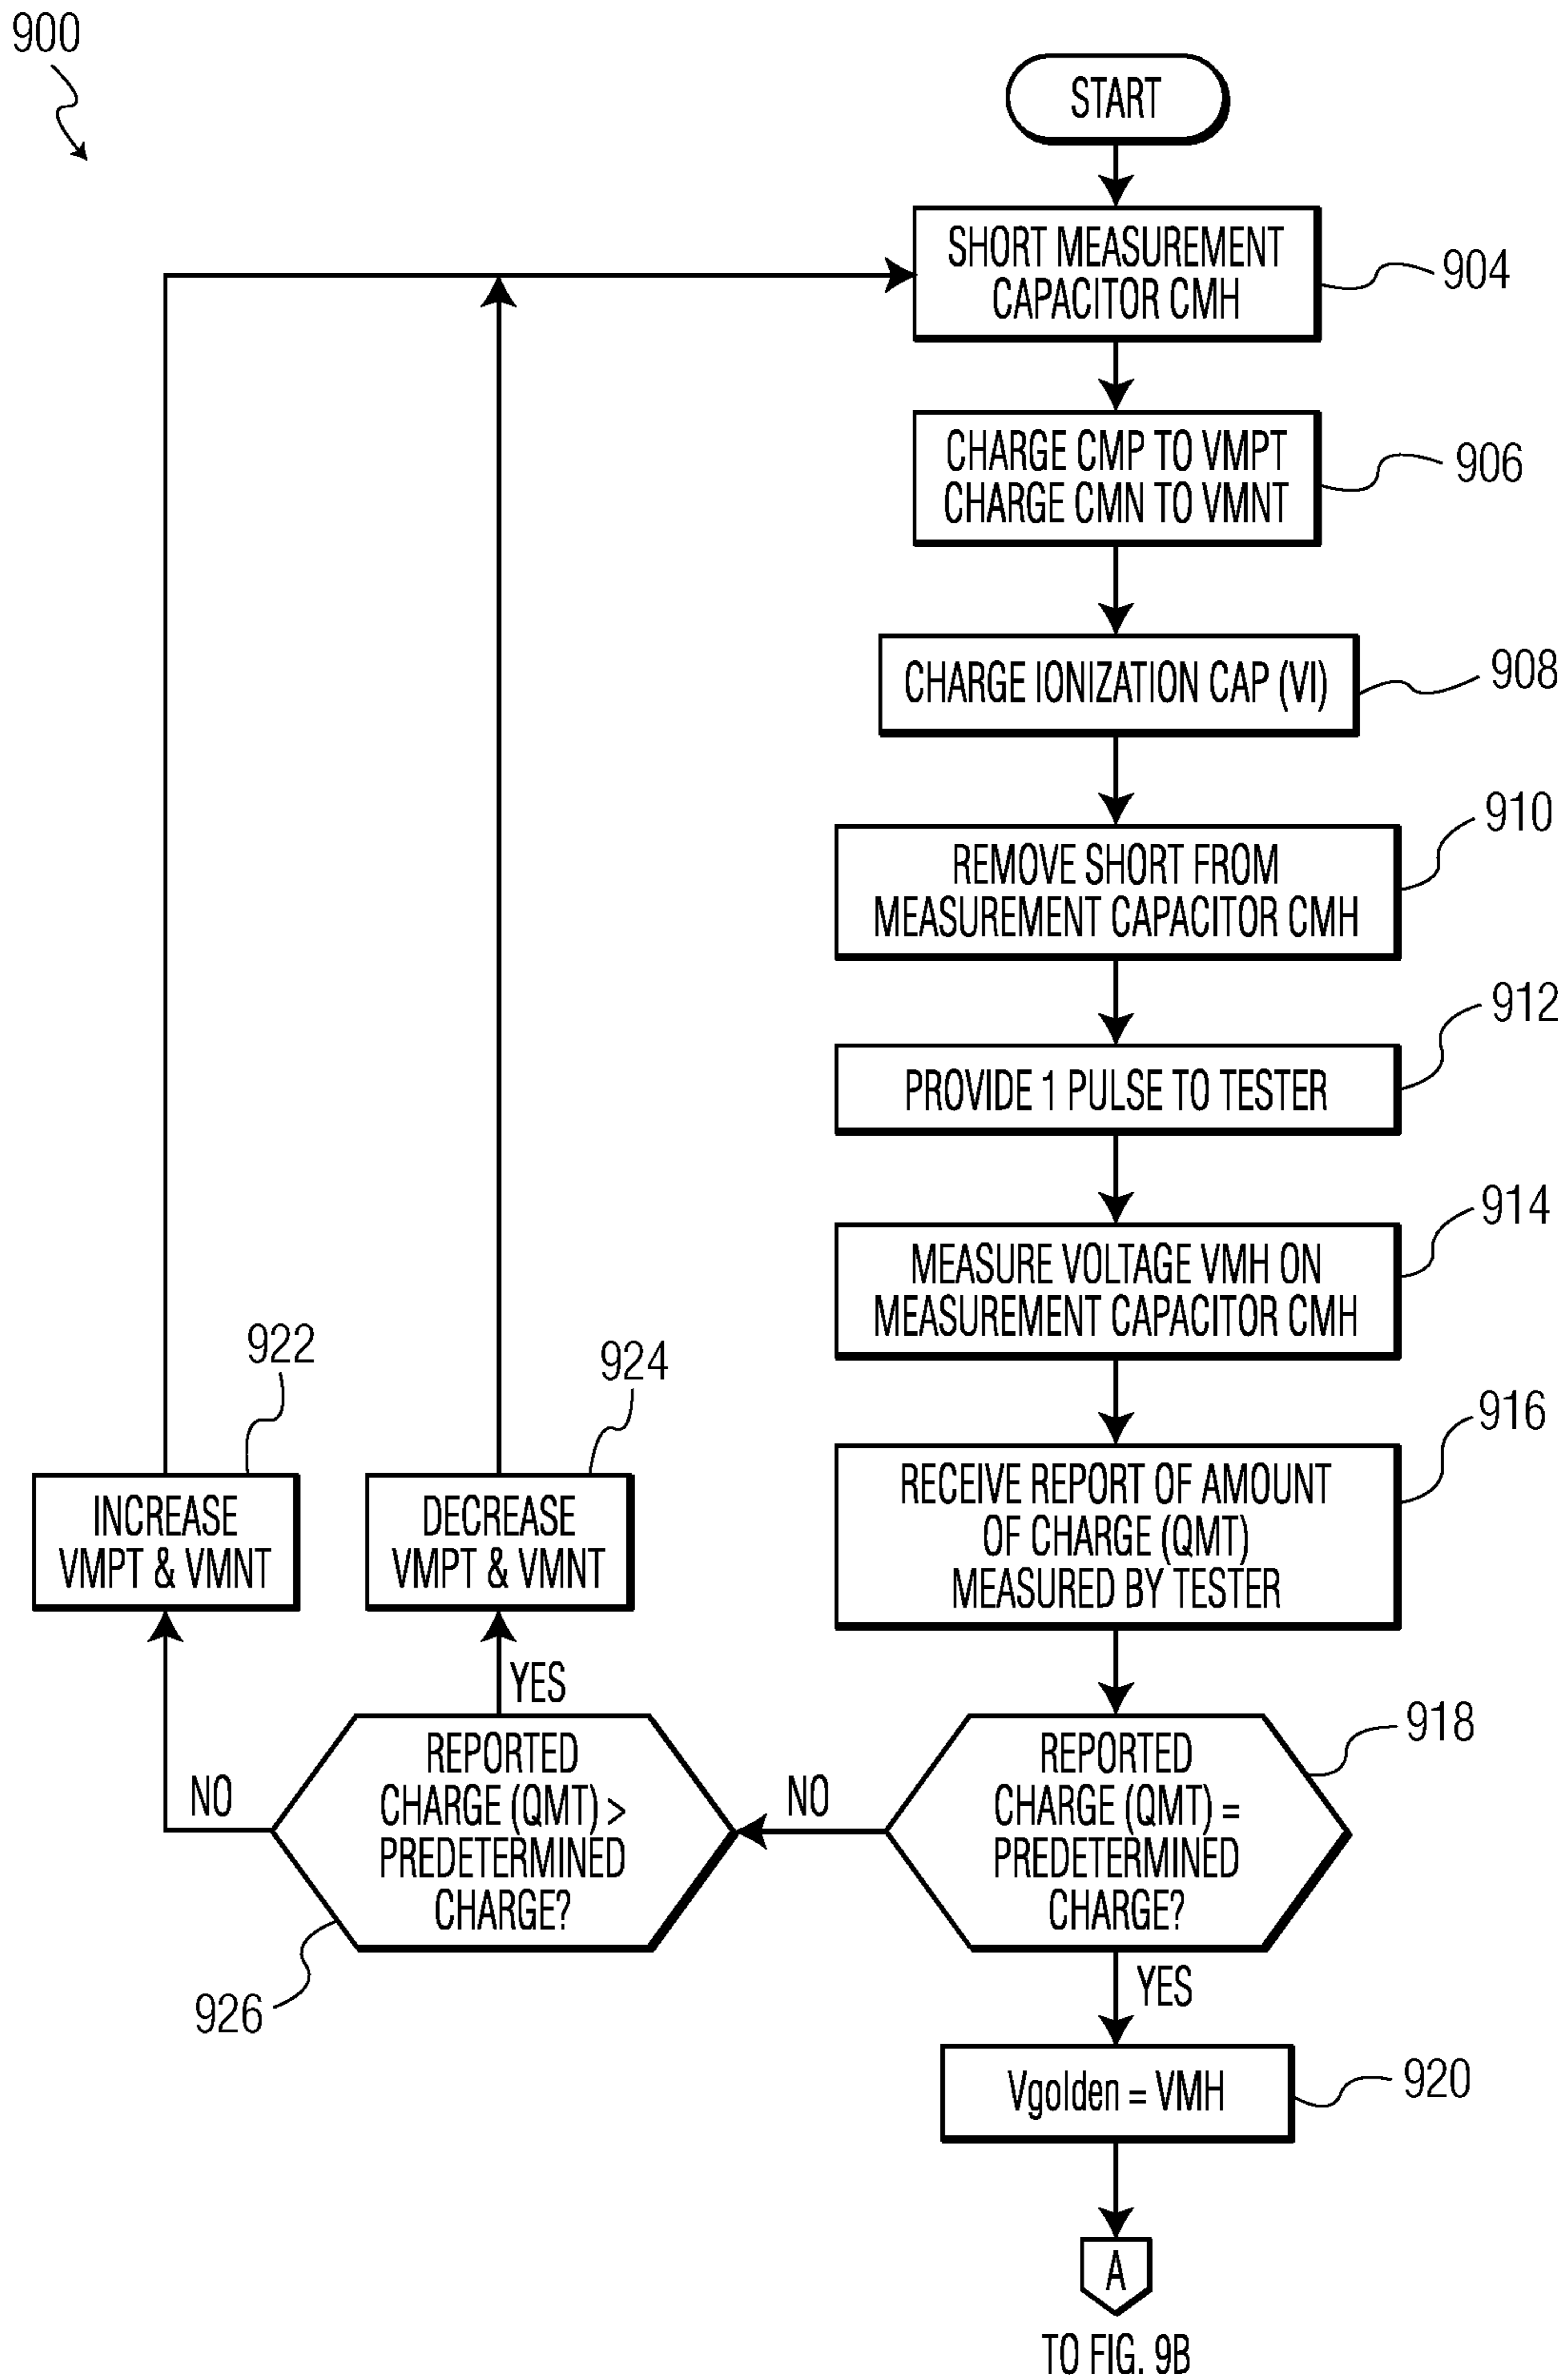 900
START
SHORT MEASUREMENT
CAPACITOR CMH
904
CHARGE CMP TO VMPT
CHARGE CMN TO VMNT
906
CHARGE IONIZATION CAP (VI)
908
REMOVE SHORT FROM
MEASUREMENT CAPACITOR CMH
910
PROVIDE 1 PULSE TO TESTER
912
MEASURE VOLTAGE VMH ON
MEASUREMENT CAPACITOR CMH
914
RECEIVE REPORT OF AMOUNT
OF CHARGE (QMT)
MEASURED BY TESTER
916
REPORTED
CHARGE (QMT) =
PREDETERMINED
CHARGE?
918
NO
YES
REPORTED
CHARGE (QMT) >
PREDETERMINED
CHARGE?
926
YES
NO
DECREASE
VMPT & VMNT
924
INCREASE
VMPT & VMNT
922
Vgolden = VMH
920
A
TO FIG. 9B